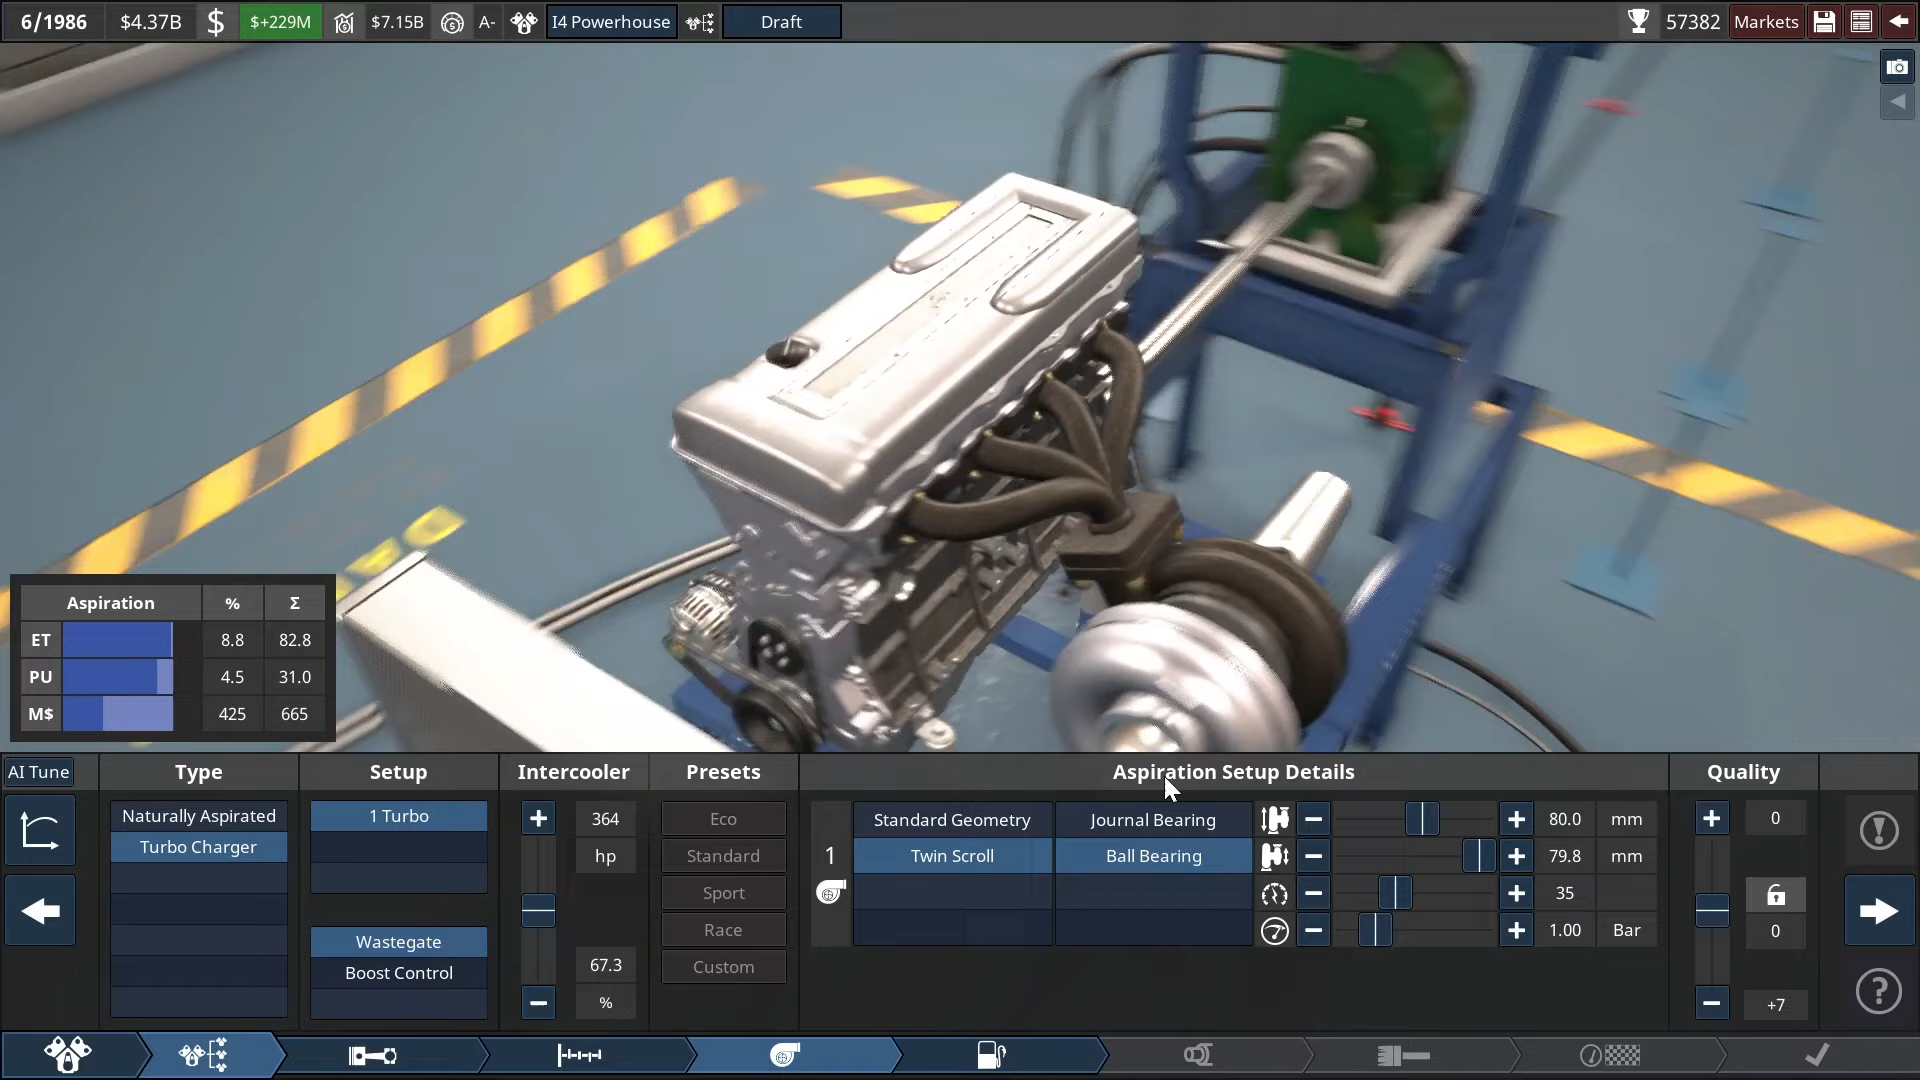 6/1986 $4.37B $ $+229M $7.15B A- I4 Powerhouse Draft 57382 Markets
Aspiration % Σ
ET 8.8 82.8
PU 4.5 31.0
M$ 425 665
AI Tune Type Setup Intercooler Presets Aspiration Setup Details Quality
Naturally Aspirated
Turbo Charger
1 Turbo
Wastegate
Boost Control
364
hp
67.3
%
Eco
Standard
Sport
Race
Custom
1
Standard Geometry
Twin Scroll
Journal Bearing
Ball Bearing
80.0 mm
79.8 mm
35
1.00 Bar
0
0
+7